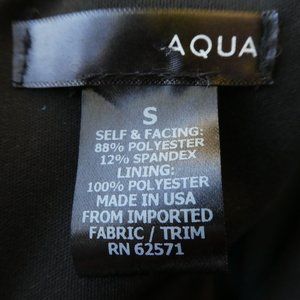 AQUA
S
SELF & FACING:
88% POLYESTER
12% SPANDEX
LINING:
100% POLYESTER
MADE IN USA
FROM IMPORTED
FABRIC / TRIM
RN 62571